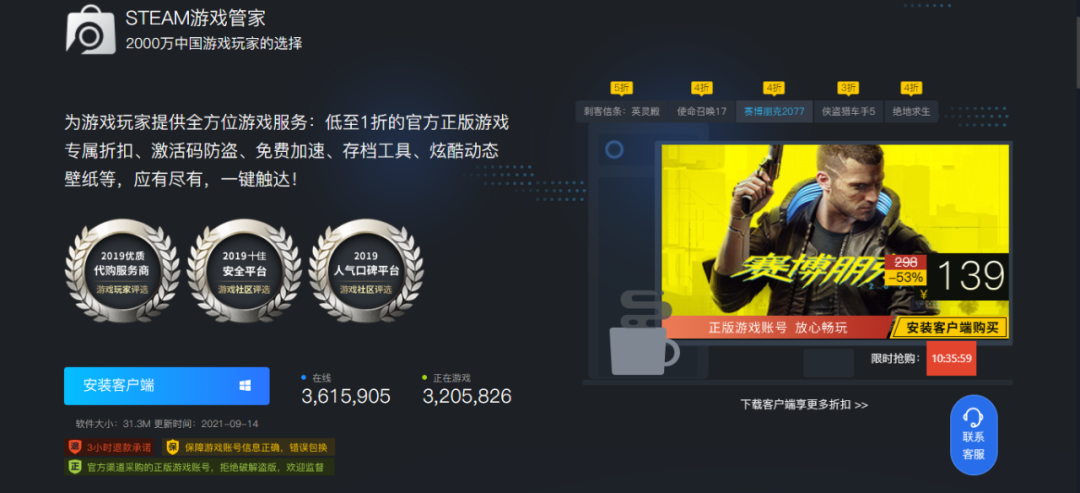 STEAM游戏管家
2000万中国游戏玩家的选择
为游戏玩家提供全方位游戏服务：低至1折的官方正版游戏
专属折扣、激活码防盗、免费加速、存档工具、炫酷动态
壁纸等，应有尽有，一键触达！
2019优质
代购服务商
游戏玩家评选
2019十佳
安全平台
游戏社区评选
2019
人气口碑平台
游戏社区评选
安装客户端
在线
3,615,905
正在游戏
3,205,826
软件大小：31.3M 更新时间：2021-09-14
退 3小时退款承诺
保 保障游戏账号信息正确，错误包换
正 官方渠道采购的正版游戏账号，拒绝破解盗版，欢迎监督
5折
4折
4折
3折
4折
刺客信条：英灵殿
使命召唤17
赛博朋克2077
侠盗猎车手5
绝地求生
赛博朋
298
-53%
¥
139
正版游戏账号 放心畅玩
安装客户端购买
限时抢购：
10:35:59
下载客户端享更多折扣 >>
联系
客服